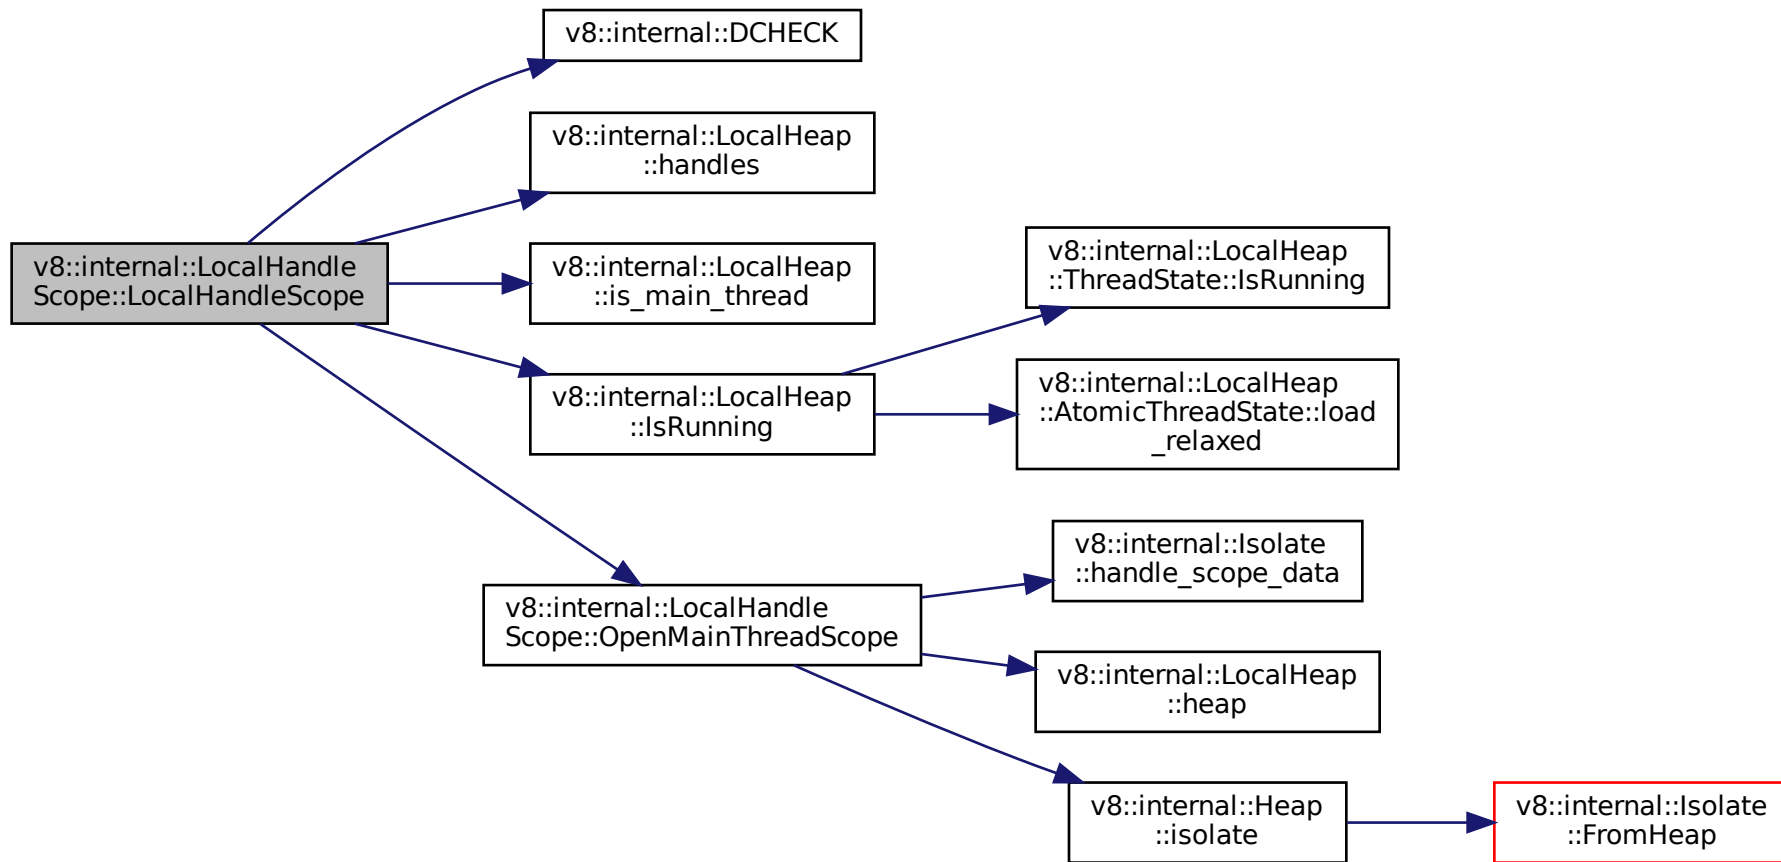 v8::internal::DCHECK
v8::internal::LocalHeap
::handles
v8::internal::LocalHandle
Scope::LocalHandleScope
v8::internal::LocalHeap
::is_main_thread
v8::internal::LocalHeap
::ThreadState::IsRunning
v8::internal::LocalHeap
::IsRunning
v8::internal::LocalHeap
::AtomicThreadState::load
_relaxed
v8::internal::LocalHandle
Scope::OpenMainThreadScope
v8::internal::Isolate
::handle_scope_data
v8::internal::LocalHeap
::heap
v8::internal::Heap
::isolate
v8::internal::Isolate
::FromHeap